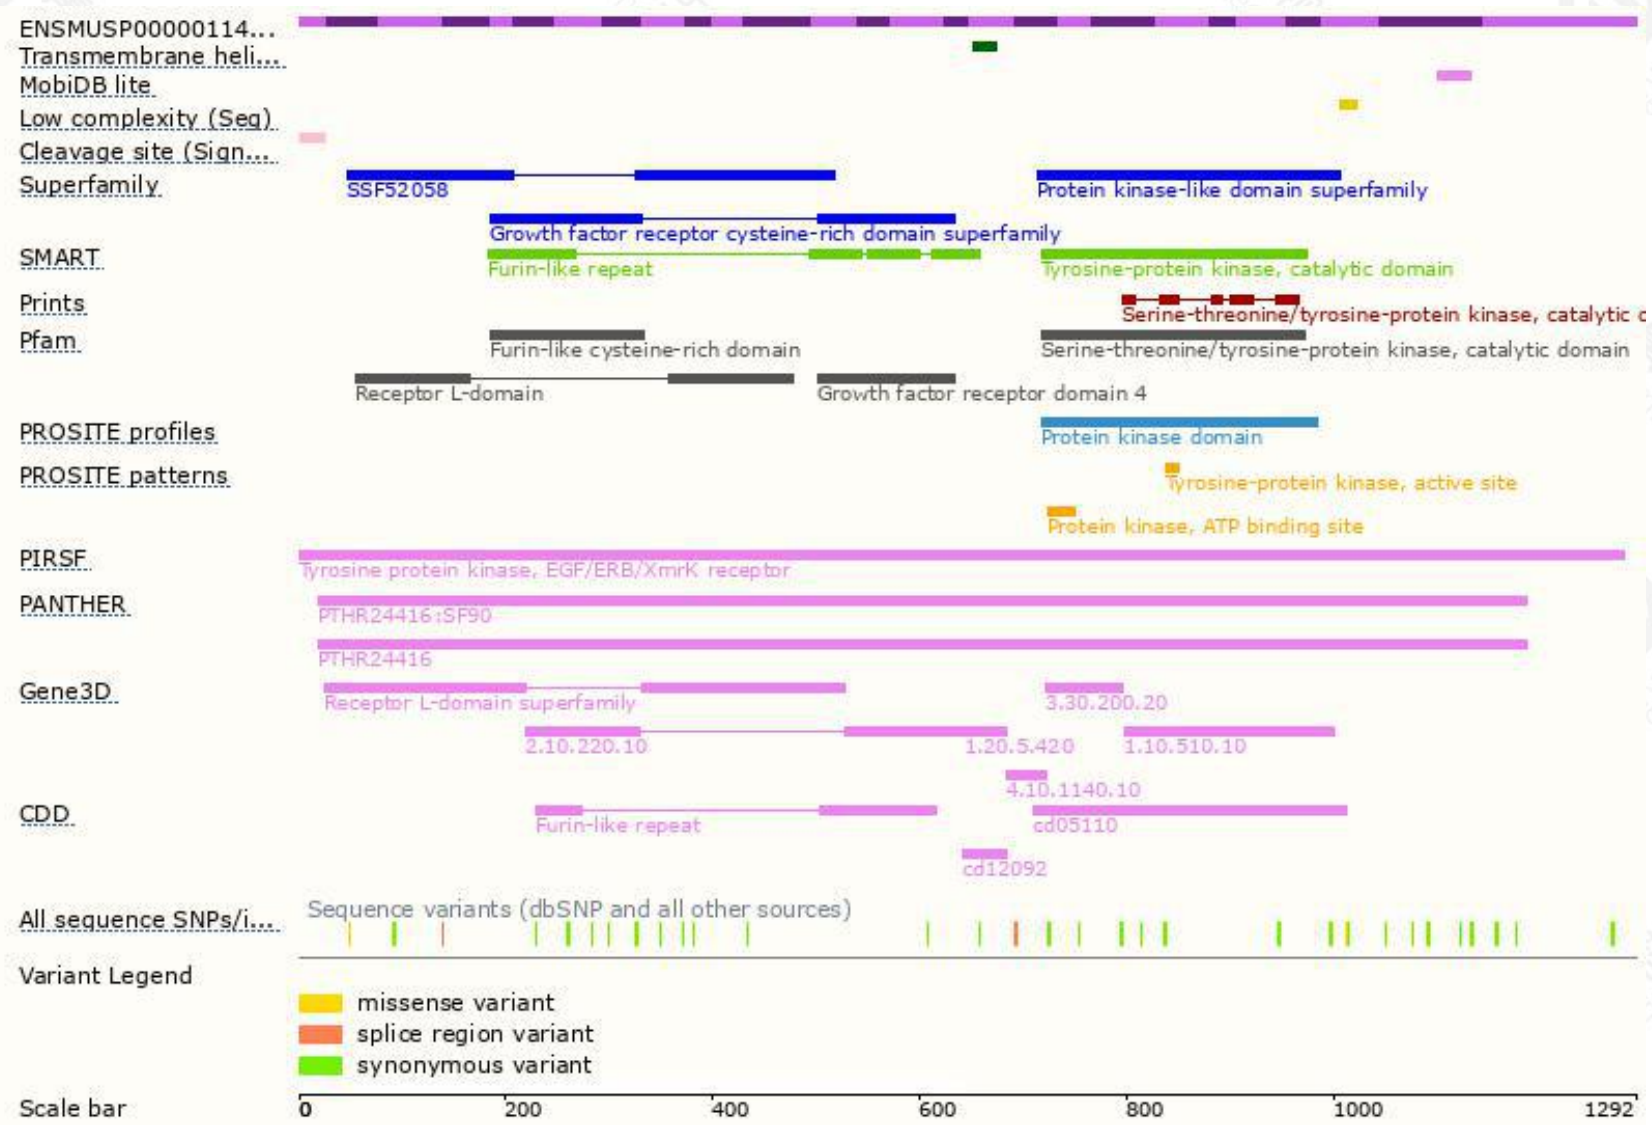 ENSMUSP00000114...
Transmembrane heli...
MobiDB lite
Low complexity (Seg)
Cleavage site (Sign...
Superfamily
SSF52058
Protein kinase-like domain superfamily
Growth factor receptor cysteine-rich domain superfamily
SMART
Furin-like repeat
Tyrosine-protein kinase, catalytic domain
Prints
Serine-threonine/tyrosine-protein kinase, catalytic
Pfam
Furin-like cysteine-rich domain
Serine-threonine/tyrosine-protein kinase, catalytic domain
Receptor L-domain
Growth factor receptor domain 4
PROSITE profiles
Protein kinase domain
PROSITE patterns
Tyrosine-protein kinase, active site
Protein kinase, ATP binding site
PIRSF
Tyrosine protein kinase, EGF/ERB/XmrK receptor
PANTHER
PTHR24416:SF90
PTHR24416
Gene3D
Receptor L-domain superfamily
3.30.200.20
2.10.220.10
1.20.5.420
1.10.510.10
4.10.1140.10
CDD
Furin-like repeat
cd05110
cd12092
All sequence SNPs/i...
Sequence variants (dbSNP and all other sources)
Variant Legend
missense variant
splice region variant
synonymous variant
Scale bar
0 200 400 600 800 1000 1292